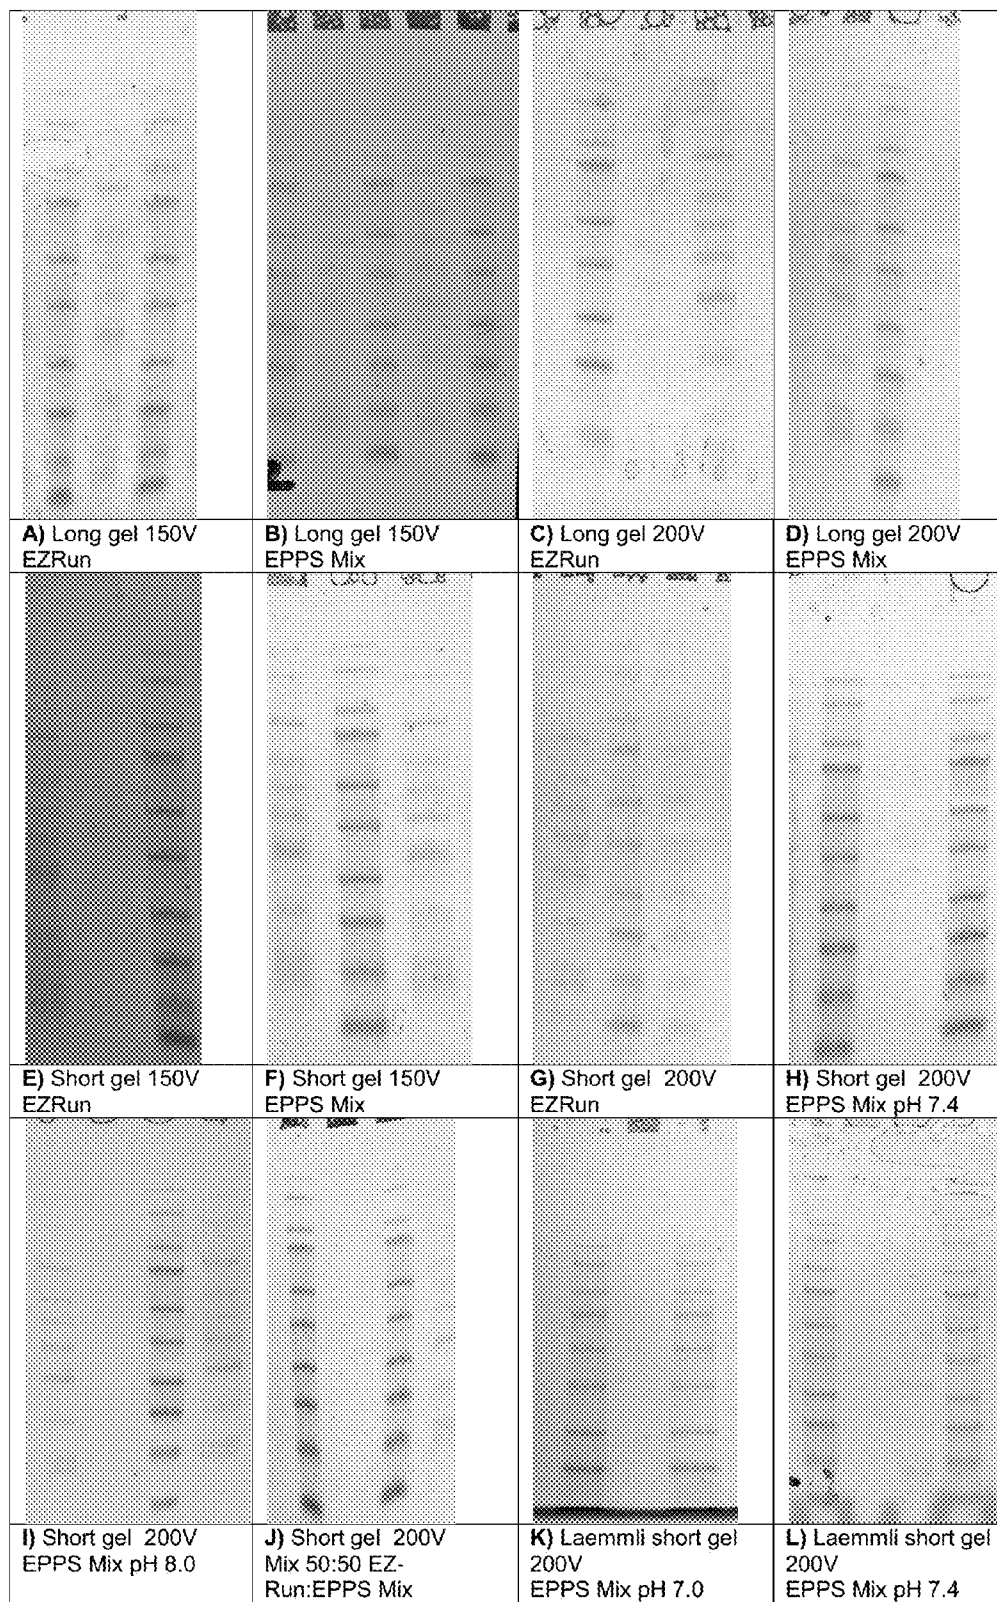 A) Long gel 150V
EZRun
B) Long gel 150V
EPPS Mix
C) Long gel 200V
EZRun
D) Long gel 200V
EPPS Mix
E) Short gel 150V
EZRun
F) Short gel 150V
EPPS Mix
G) Short gel 200V
EZRun
H) Short gel 200V
EPPS Mix pH 7.4
I) Short gel 200V
EPPS Mix pH 8.0
J) Short gel 200V
Mix 50:50 EZ-
Run:EPPS Mix
K) Laemmli short gel
200V
EPPS Mix pH 7.0
L) Laemmli short gel
200V
EPPS Mix pH 7.4